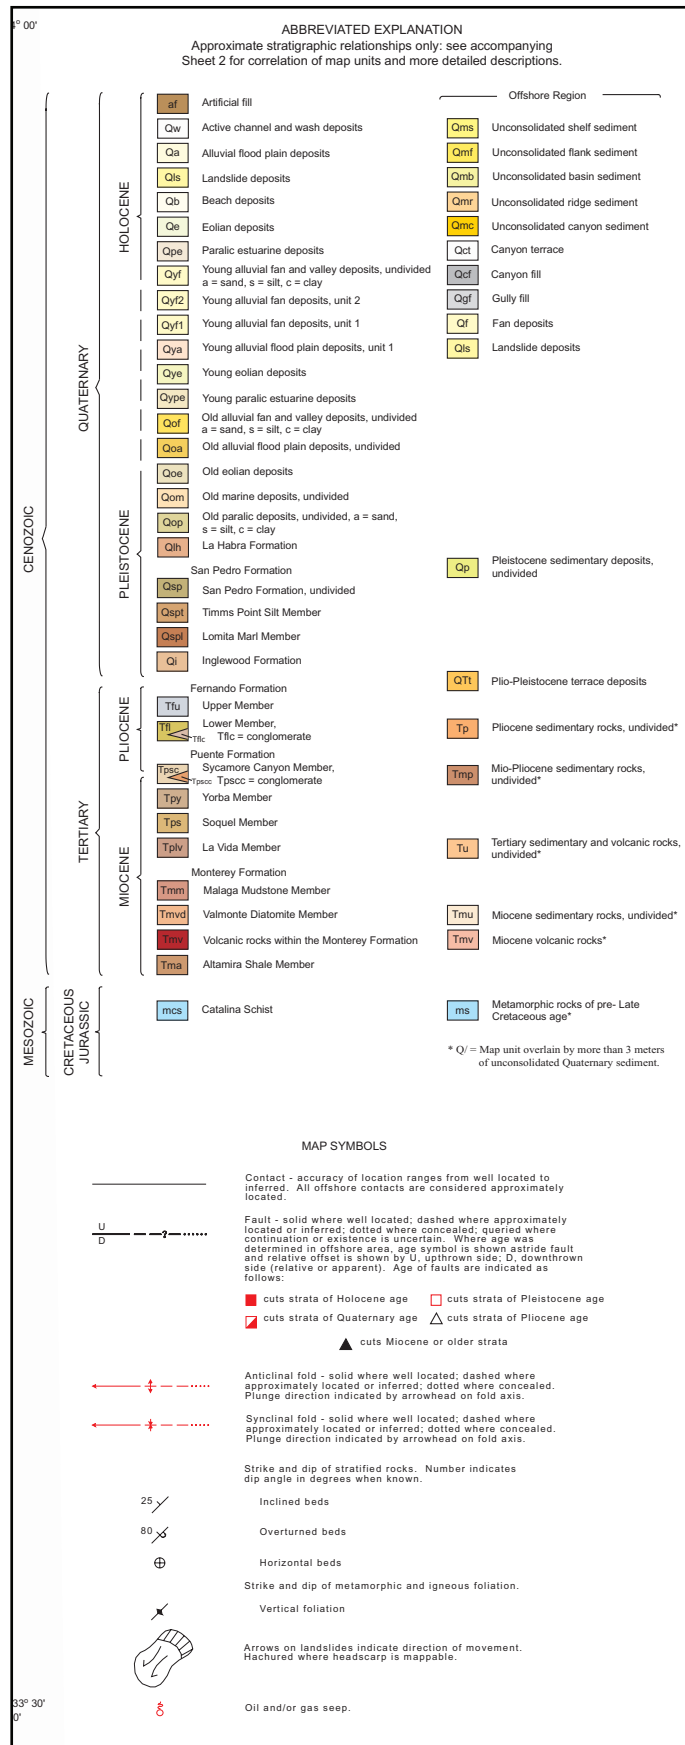 ° 00'
ABBREVIATED EXPLANATION
Approximate stratigraphic relationships only: see accompanying
Sheet 2 for correlation of map units and more detailed descriptions.
CENOZOIC
QUATERNARY
HOLOCENE
af Artificial fill
Qw Active channel and wash deposits
Qa Alluvial flood plain deposits
Qls Landslide deposits
Qb Beach deposits
Qe Eolian deposits
Qpe Paralic estuarine deposits
Qyf Young alluvial fan and valley deposits, undivided
a = sand, s = silt, c = clay
Qyf2 Young alluvial fan deposits, unit 2
Qyf1 Young alluvial fan deposits, unit 1
Qya Young alluvial flood plain deposits, unit 1
Qye Young eolian deposits
Qype Young paralic estuarine deposits
Qof Old alluvial fan and valley deposits, undivided
a = sand, s = silt, c = clay
Qoa Old alluvial flood plain deposits, undivided
PLEISTOCENE
Qoe Old eolian deposits
Qom Old marine deposits, undivided
Qop Old paralic deposits, undivided, a = sand,
s = silt, c = clay
Qlh La Habra Formation
San Pedro Formation
Qsp San Pedro Formation, undivided
Qspt Timms Point Silt Member
Qspl Lomita Marl Member
Qi Inglewood Formation
TERTIARY
PLIOCENE
Fernando Formation
Tfu Upper Member
Tfl Lower Member,
Tflc Tflc = conglomerate
Puente Formation
Tpsc Sycamore Canyon Member,
Tpscc Tpscc = conglomerate
MIOCENE
Tpy Yorba Member
Tps Soquel Member
Tplv La Vida Member
Monterey Formation
Tmm Malaga Mudstone Member
Tmvd Valmonte Diatomite Member
Tmv Volcanic rocks within the Monterey Formation
Tma Altamira Shale Member
MESOZOIC
CRETACEOUS
JURASSIC
mcs Catalina Schist
Offshore Region
Qms Unconsolidated shelf sediment
Qmf Unconsolidated flank sediment
Qmb Unconsolidated basin sediment
Qmr Unconsolidated ridge sediment
Qmc Unconsolidated canyon sediment
Qct Canyon terrace
Qcf Canyon fill
Qgf Gully fill
Qf Fan deposits
Qls Landslide deposits
Qp Pleistocene sedimentary deposits,
undivided
QTt Plio-Pleistocene terrace deposits
Tp Pliocene sedimentary rocks, undivided*
Tmp Mio-Pliocene sedimentary rocks,
undivided*
Tu Tertiary sedimentary and volcanic rocks,
undivided*
Tmu Miocene sedimentary rocks, undivided*
Tmv Miocene volcanic rocks*
ms Metamorphic rocks of pre- Late
Cretaceous age*
* Q/ = Map unit overlain by more than 3 meters
of unconsolidated Quaternary sediment.
MAP SYMBOLS
Contact - accuracy of location ranges from well located to
inferred. All offshore contacts are considered approximately
located.
U
D
?
Fault - solid where well located; dashed where approximately
located or inferred; dotted where concealed; queried where
continuation or existence is uncertain. Where age was
determined in offshore area, age symbol is shown astride fault
and relative offset is shown by U, upthrown side; D, downthrown
side (relative or apparent). Age of faults are indicated as
follows:
cuts strata of Holocene age cuts strata of Pleistocene age
cuts strata of Quaternary age cuts strata of Pliocene age
cuts Miocene or older strata
Anticlinal fold - solid where well located; dashed where
approximately located or inferred; dotted where concealed.
Plunge direction indicated by arrowhead on fold axis.
Synclinal fold - solid where well located; dashed where
approximately located or inferred; dotted where concealed.
Plunge direction indicated by arrowhead on fold axis.
Strike and dip of stratified rocks. Number indicates
dip angle in degrees when known.
25 Inclined beds
80 Overturned beds
Horizontal beds
Strike and dip of metamorphic and igneous foliation.
Vertical foliation
Arrows on landslides indicate direction of movement.
Hachured where headscarp is mappable.
Oil and/or gas seep.
33° 30'
0'